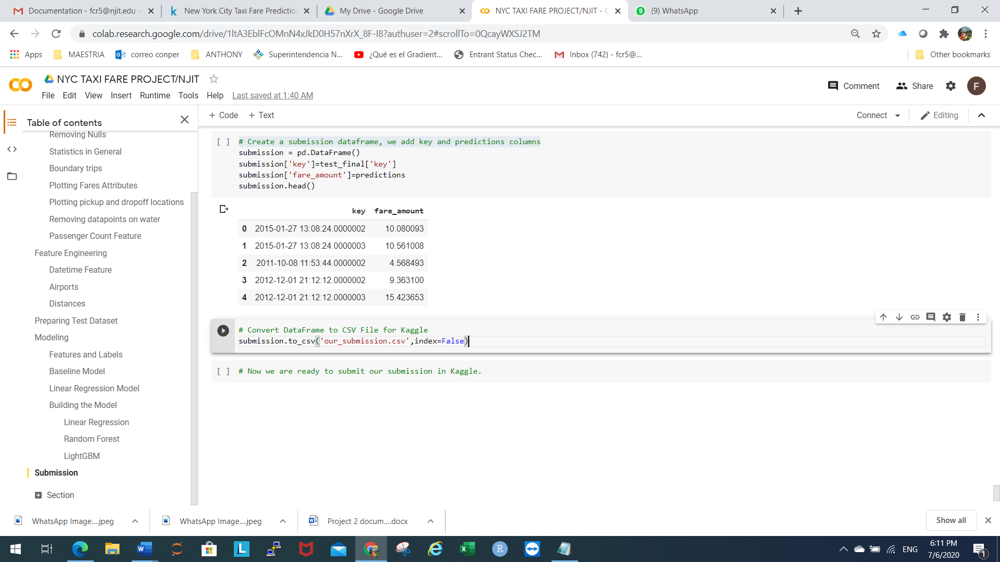 Documentation - fcr5@njit.edu -
New York City Taxi Fare Prediction
My Drive - Google Drive
NYC TAXI FARE PROJECT/NJIT - C
(9) WhatsApp
colab.research.google.com/drive/1ltA3EblFcOMnN4xJkD0H57nXrX_8F-I8?authuser=2#scrollTo=0QcayWXSJ2TM
Apps
MAESTRIA
correo conper
ANTHONY
Superintendencia N...
¿Qué es el Gradient...
Entrant Status Chec...
Inbox (742) - fcr5@...
Other bookmarks
NYC TAXI FARE PROJECT/NJIT
File Edit View Insert Runtime Tools Help Last saved at 1:40 AM
Comment
Share
F
Table of contents
Removing Nulls
Statistics in General
Boundary trips
Plotting Fares Attributes
Plotting pickup and dropoff locations
Removing datapoints on water
Passenger Count Feature
Feature Engineering
Datetime Feature
Airports
Distances
Preparing Test Dataset
Modeling
Features and Labels
Baseline Model
Linear Regression Model
Building the Model
Linear Regression
Random Forest
LightGBM
Submission
Section
+ Code + Text
Connect
Editing
[ ] # Create a submission dataframe, we add key and predictions columns
submission = pd.DataFrame()
submission['key']=test_final['key']
submission['fare_amount']=predictions
submission.head()
key fare_amount
0 2015-01-27 13:08:24.0000002 10.080093
1 2015-01-27 13:08:24.0000003 10.561008
2 2011-10-08 11:53:44.0000002 4.568493
3 2012-12-01 21:12:12.0000002 9.363100
4 2012-12-01 21:12:12.0000003 15.423653
# Convert DataFrame to CSV File for Kaggle
submission.to_csv('our_submission.csv',index=False)
[ ] # Now we are ready to submit our submission in Kaggle.
WhatsApp Image....jpeg
WhatsApp Image....jpeg
Project 2 docum....docx
Show all
ENG
6:11 PM
7/6/2020
1